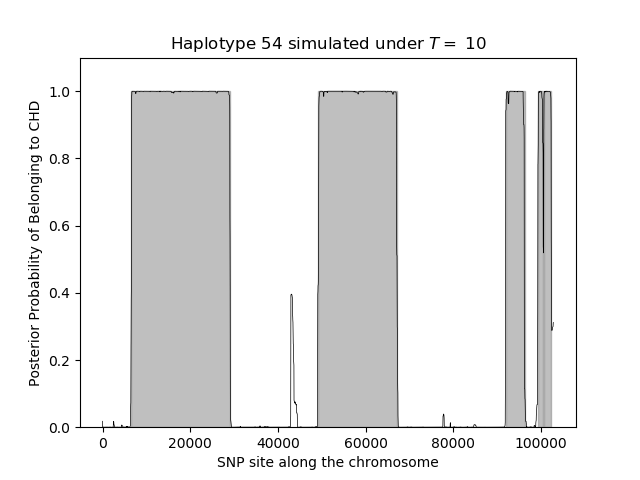 Haplotype 54 simulated under T = 10
Posterior Probability of Belonging to CHD
1.0
0.8
0.6
0.4
0.2
0.0
0 20000 40000 60000 80000 100000
SNP site along the chromosome